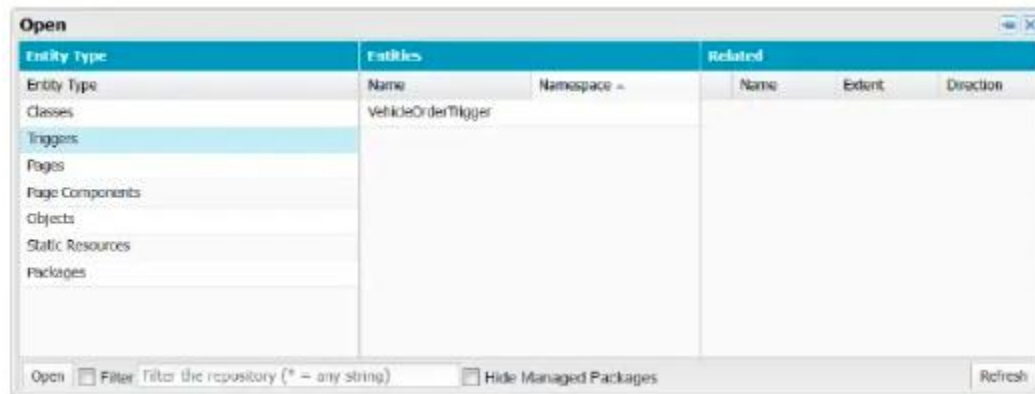 Open
Entity Type Entities Related
Entity Type Name Namespace Name Extent Direction
Classes VehicleOrderTrigger
Triggers
Pages
Page Components
Objects
Static Resources
Packages
Open Filter Filter the repository (* = any string) Hide Managed Packages Refresh